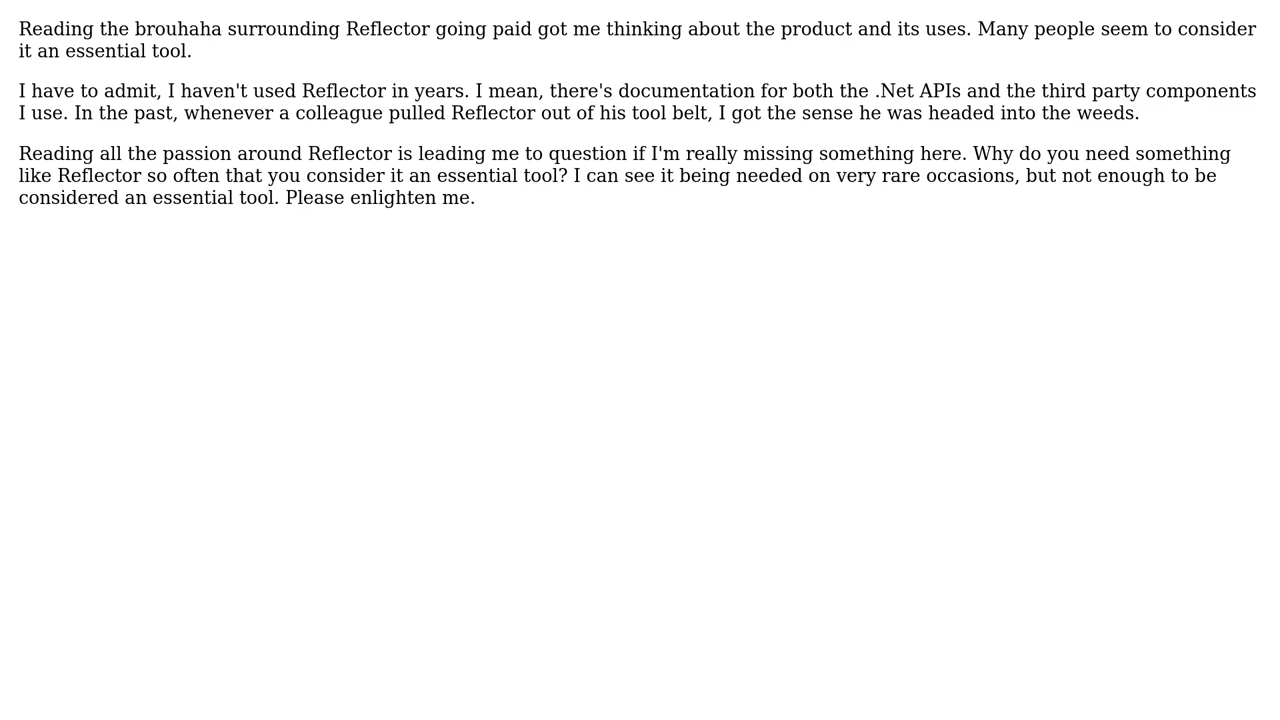 Reading the brouhaha surrounding Reflector going paid got me thinking about the product and its uses. Many people seem to consider
it an essential tool.
I have to admit, I haven't used Reflector in years. I mean, there's documentation for both the .Net APIs and the third party components
I use. In the past, whenever a colleague pulled Reflector out of his tool belt, I got the sense he was headed into the weeds.
Reading all the passion around Reflector is leading me to question if I'm really missing something here. Why do you need something
like Reflector so often that you consider it an essential tool? I can see it being needed on very rare occasions, but not enough to be
considered an essential tool. Please enlighten me.